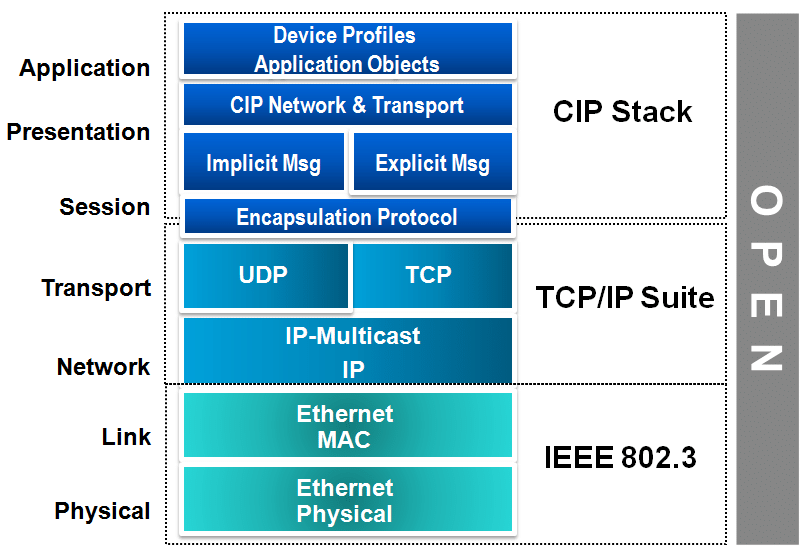 Device Profiles
Application Objects
Application
CIP Network & Transport
CIP Stack
Presentation
Implicit Msg
Explicit Msg
Session
Encapsulation Protocol
UDP
TCP
Transport
TCP/IP Suite
IP-Multicast
IP
Network
Ethernet
MAC
Link
IEEE 802.3
Ethernet
Physical
Physical
OPEN